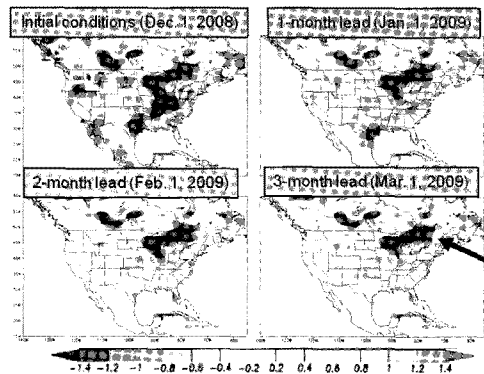 Initial conditions (Dec. 1, 2008)
1-month lead (Jan. 1, 2009)
2-month lead (Feb. 1, 2009)
3-month lead (Mar. 1, 2009)
-1.4 -1.2 -1 -0.8 -0.6 -0.4 -0.2 0.2 0.4 0.6 0.8 1 1.2 1.4